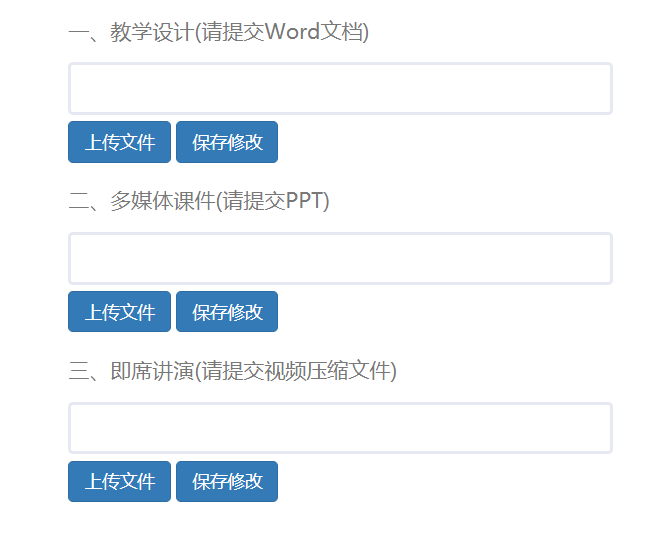 一、教学设计(请提交Word文档)
上传文件 保存修改
二、多媒体课件(请提交PPT)
上传文件 保存修改
三、即席讲演(请提交视频压缩文件)
上传文件 保存修改